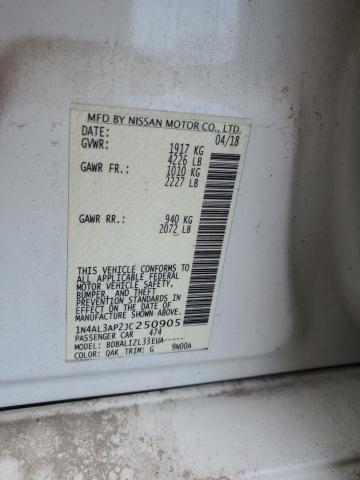 MFD BY NISSAN MOTOR CO., LTD.
DATE: 04/18
GVWR: 1917 KG
4226 LB
GAWR FR.: 1010 KG
2227 LB
GAWR RR.: 940 KG
2072 LB
THIS VEHICLE CONFORMS TO
ALL APPLICABLE FEDERAL
MOTOR VEHICLE SAFETY,
BUMPER, AND THEFT
PREVENTION STANDARDS IN
EFFECT ON THE DATE OF
MANUFACTURE SHOWN ABOVE.
1N4AL3AP2JC250905
PASSENGER CAR 474
MODEL: BDBALIZL33EUA-----
COLOR: QAK TRIM: G 9N00A